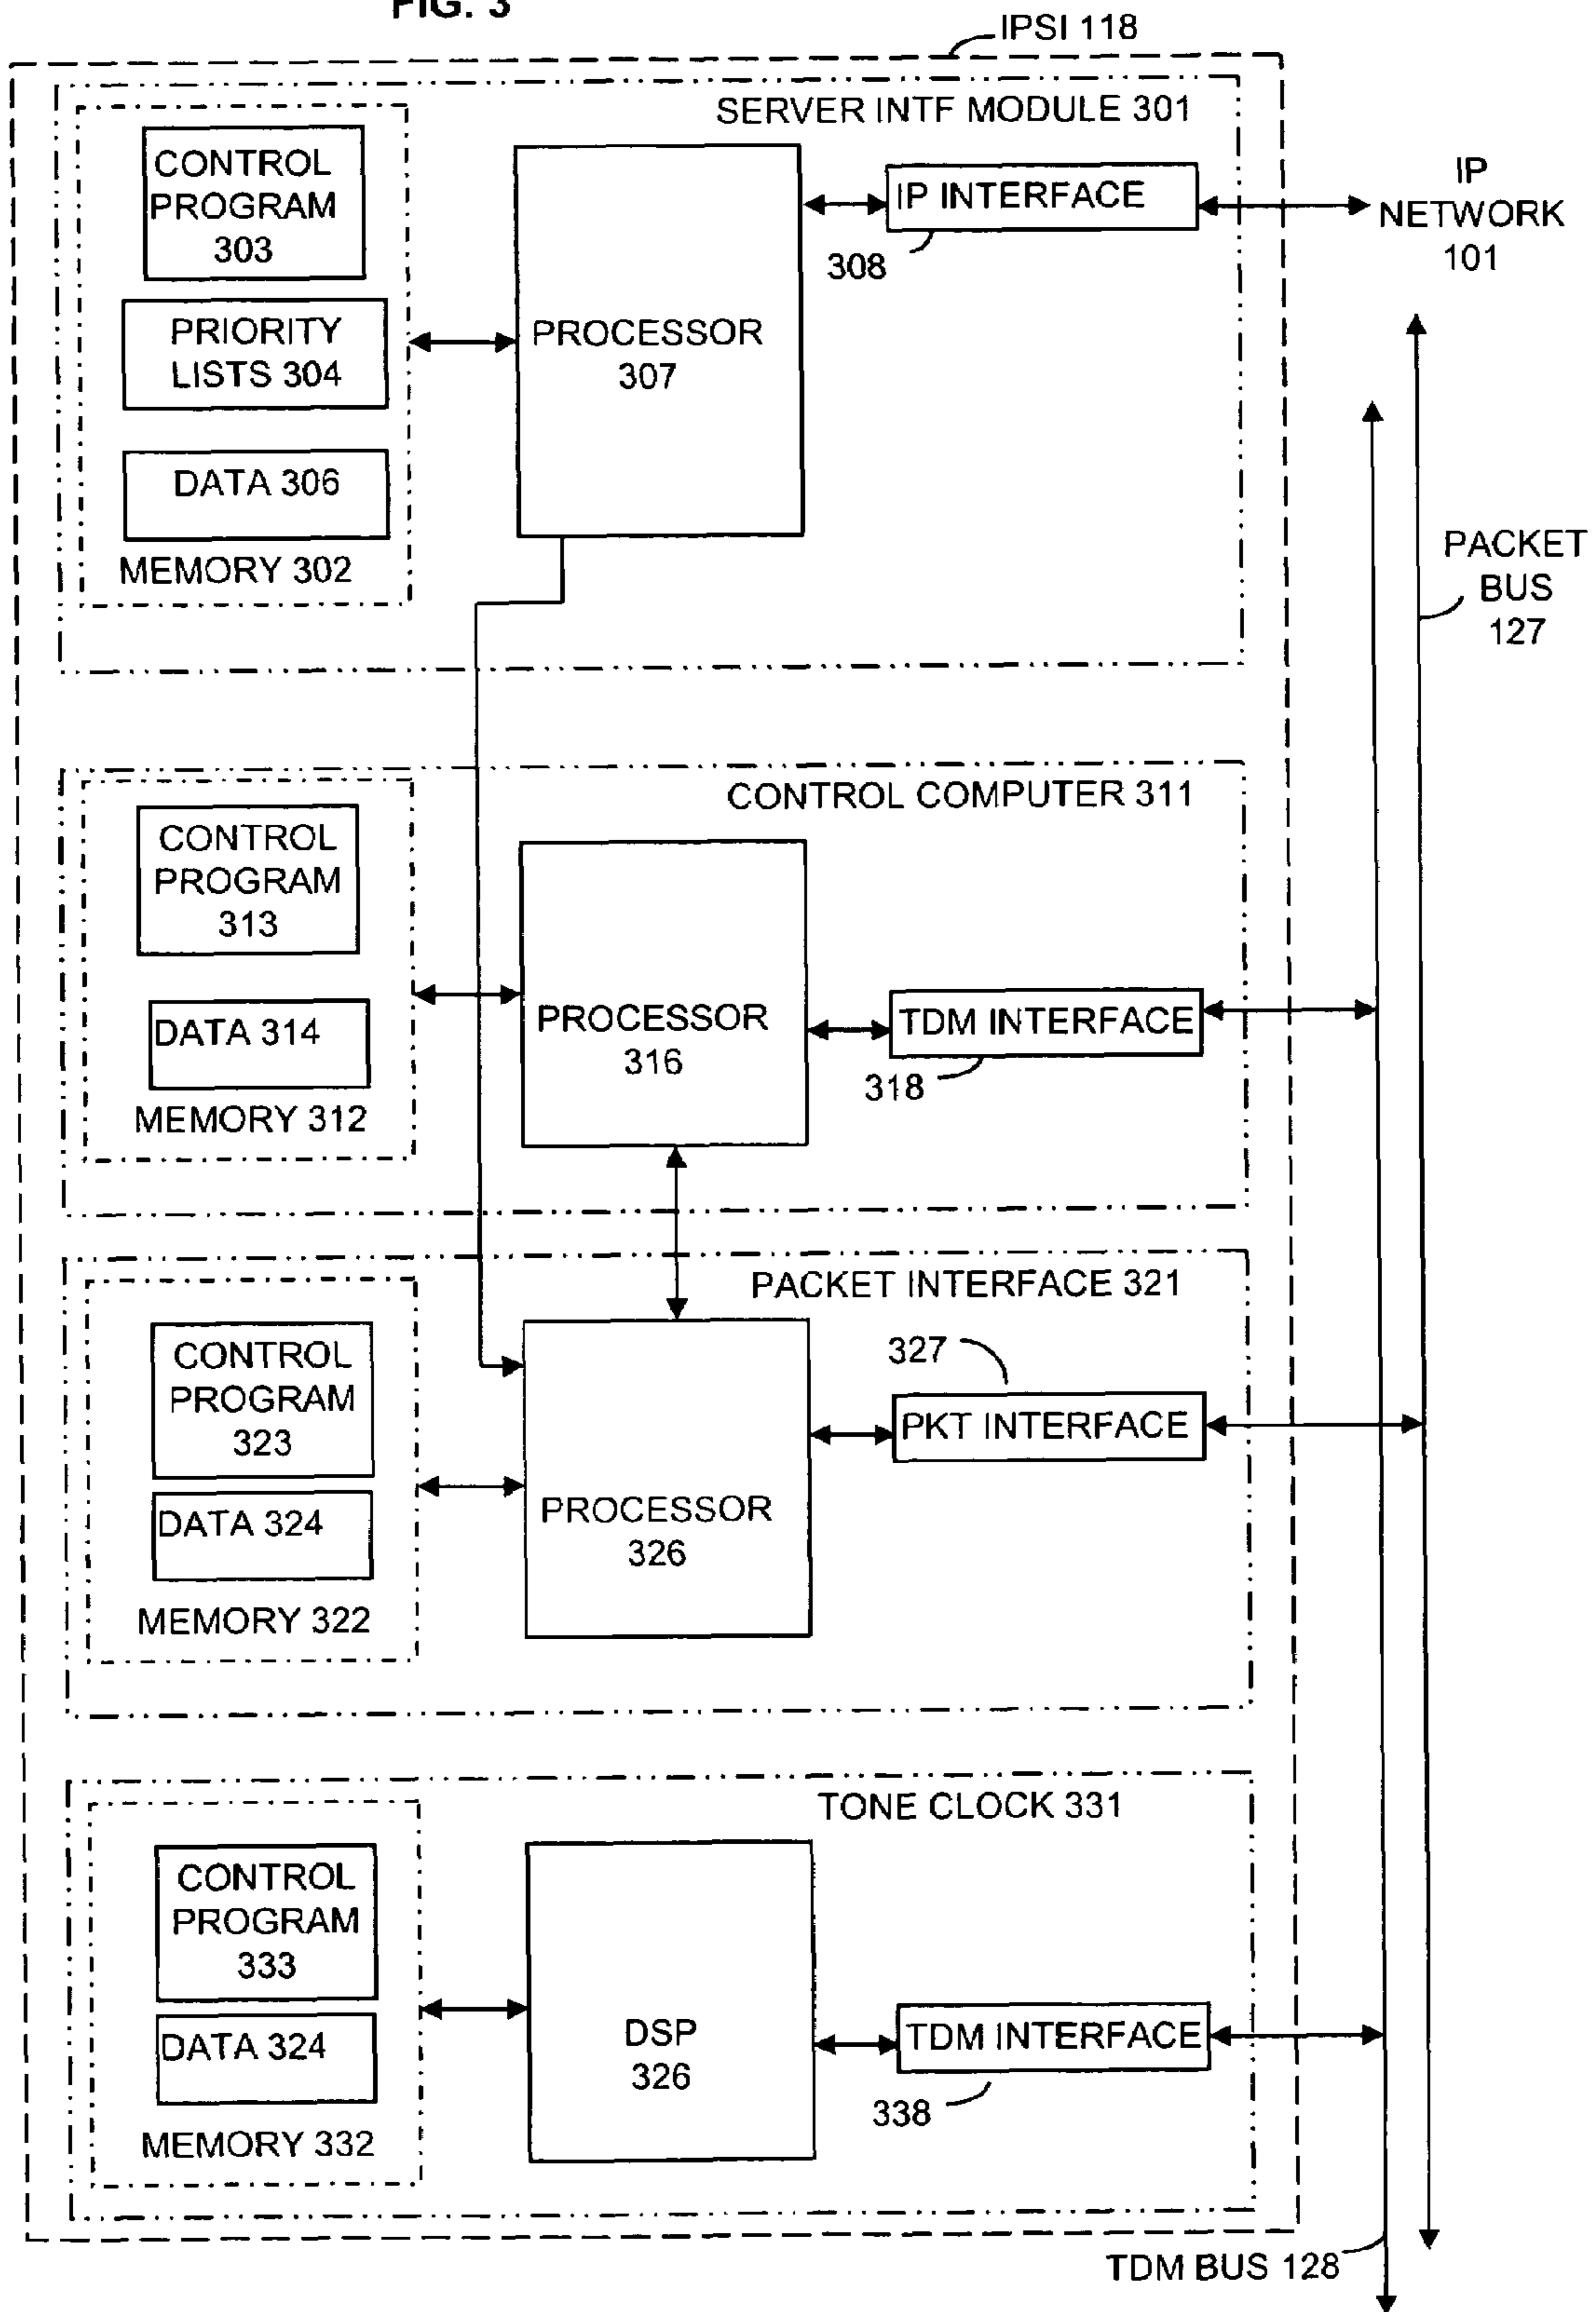 FIG. 3
IPSI 118
SERVER INTF MODULE 301
CONTROL
PROGRAM
303
PRIORITY
LISTS 304
DATA 306
MEMORY 302
PROCESSOR
307
IP INTERFACE
308
IP
NETWORK
101
PACKET
BUS
127
CONTROL COMPUTER 311
CONTROL
PROGRAM
313
DATA 314
MEMORY 312
PROCESSOR
316
TDM INTERFACE
318
PACKET INTERFACE 321
CONTROL
PROGRAM
323
DATA 324
MEMORY 322
PROCESSOR
326
327
PKT INTERFACE
TONE CLOCK 331
CONTROL
PROGRAM
333
DATA 324
MEMORY 332
DSP
326
TDM INTERFACE
338
TDM BUS 128